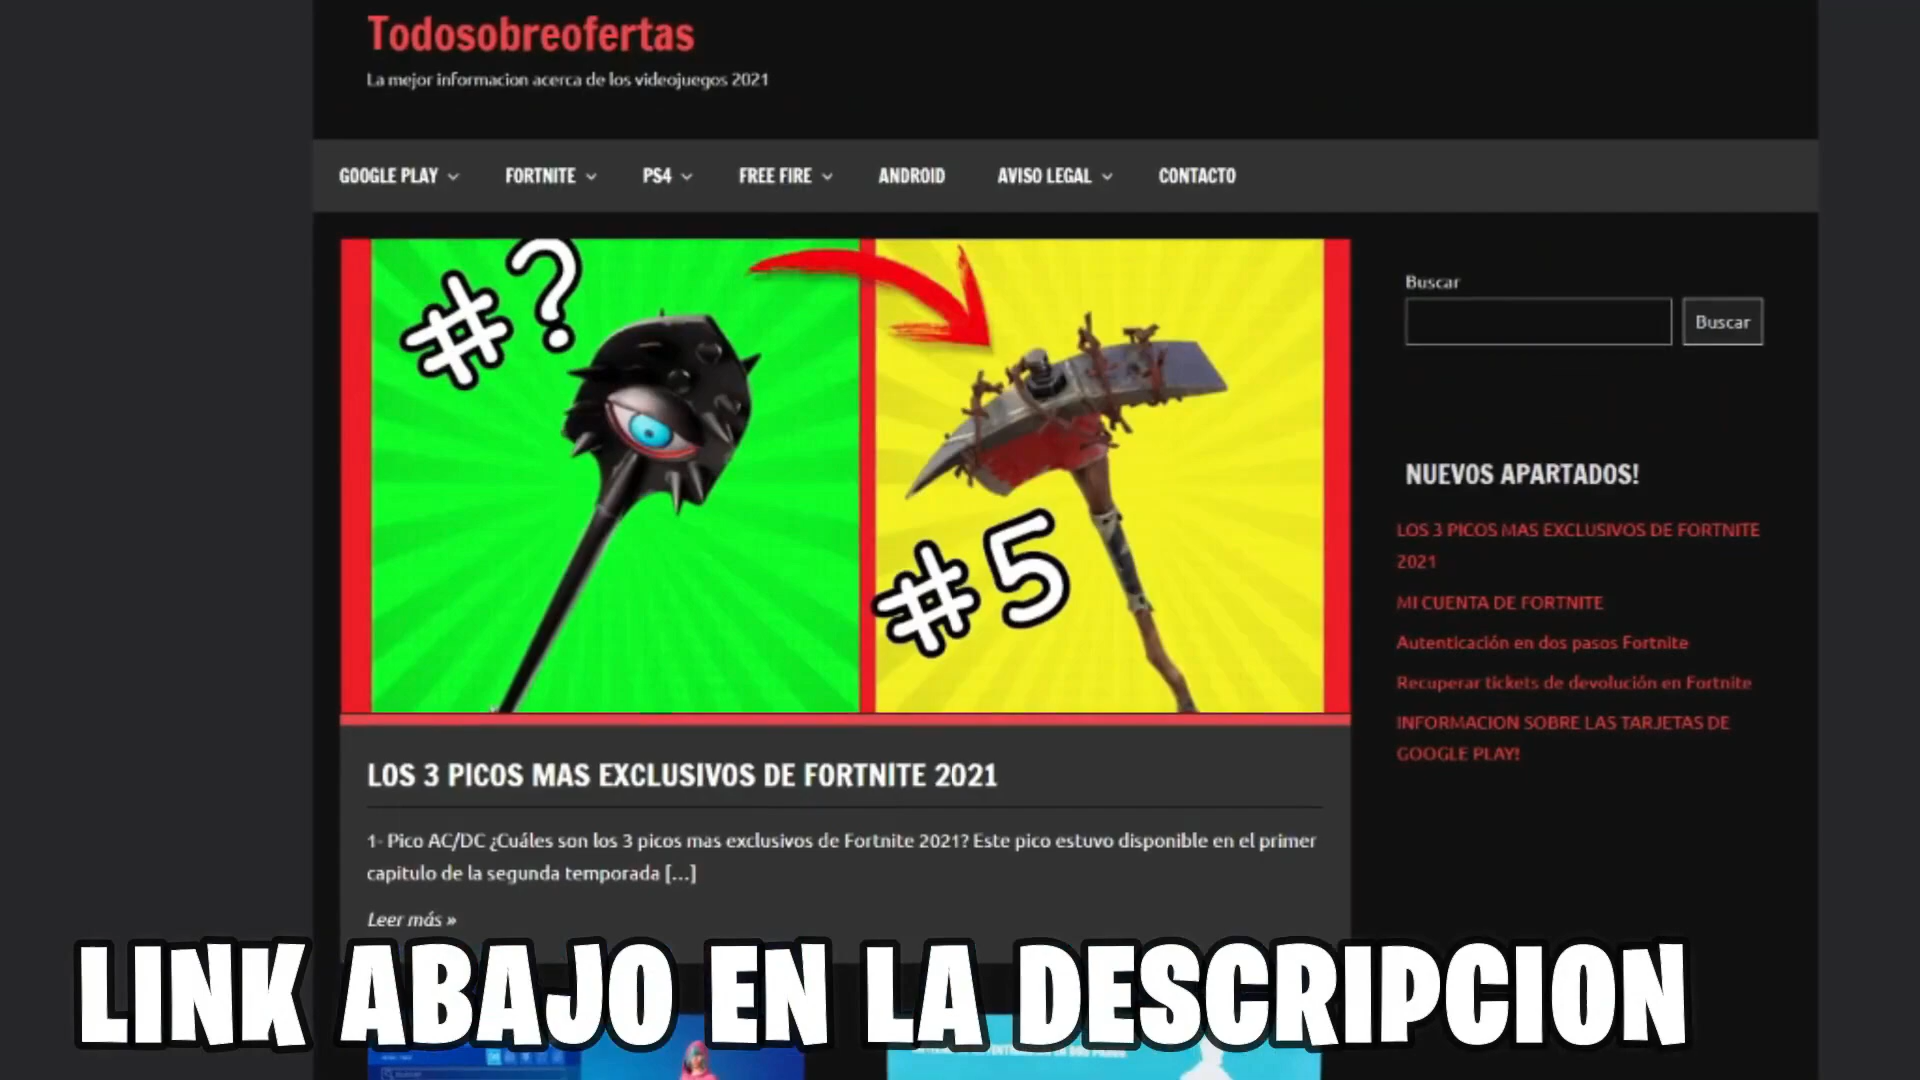 Todosobreofertas
La mejor informacion acerca de los videojuegos 2021
GOOGLE PLAY
FORTNITE
PS4
FREE FIRE
ANDROID
AVISO LEGAL
CONTACTO
#?
#5
Buscar
Buscar
NUEVOS APARTADOS!
LOS 3 PICOS MAS EXCLUSIVOS DE FORTNITE
2021
MI CUENTA DE FORTNITE
Autenticación en dos pasos Fortnite
Recuperar tickets de devolución en Fortnite
INFORMACION SOBRE LAS TARJETAS DE
GOOGLE PLAY!
LOS 3 PICOS MAS EXCLUSIVOS DE FORTNITE 2021
1- Pico AC/DC ¿Cuáles son los 3 picos mas exclusivos de Fortnite 2021? Este pico estuvo disponible en el primer
capitulo de la segunda temporada [...]
Leer más »
LINK ABAJO EN LA DESCRIPCION